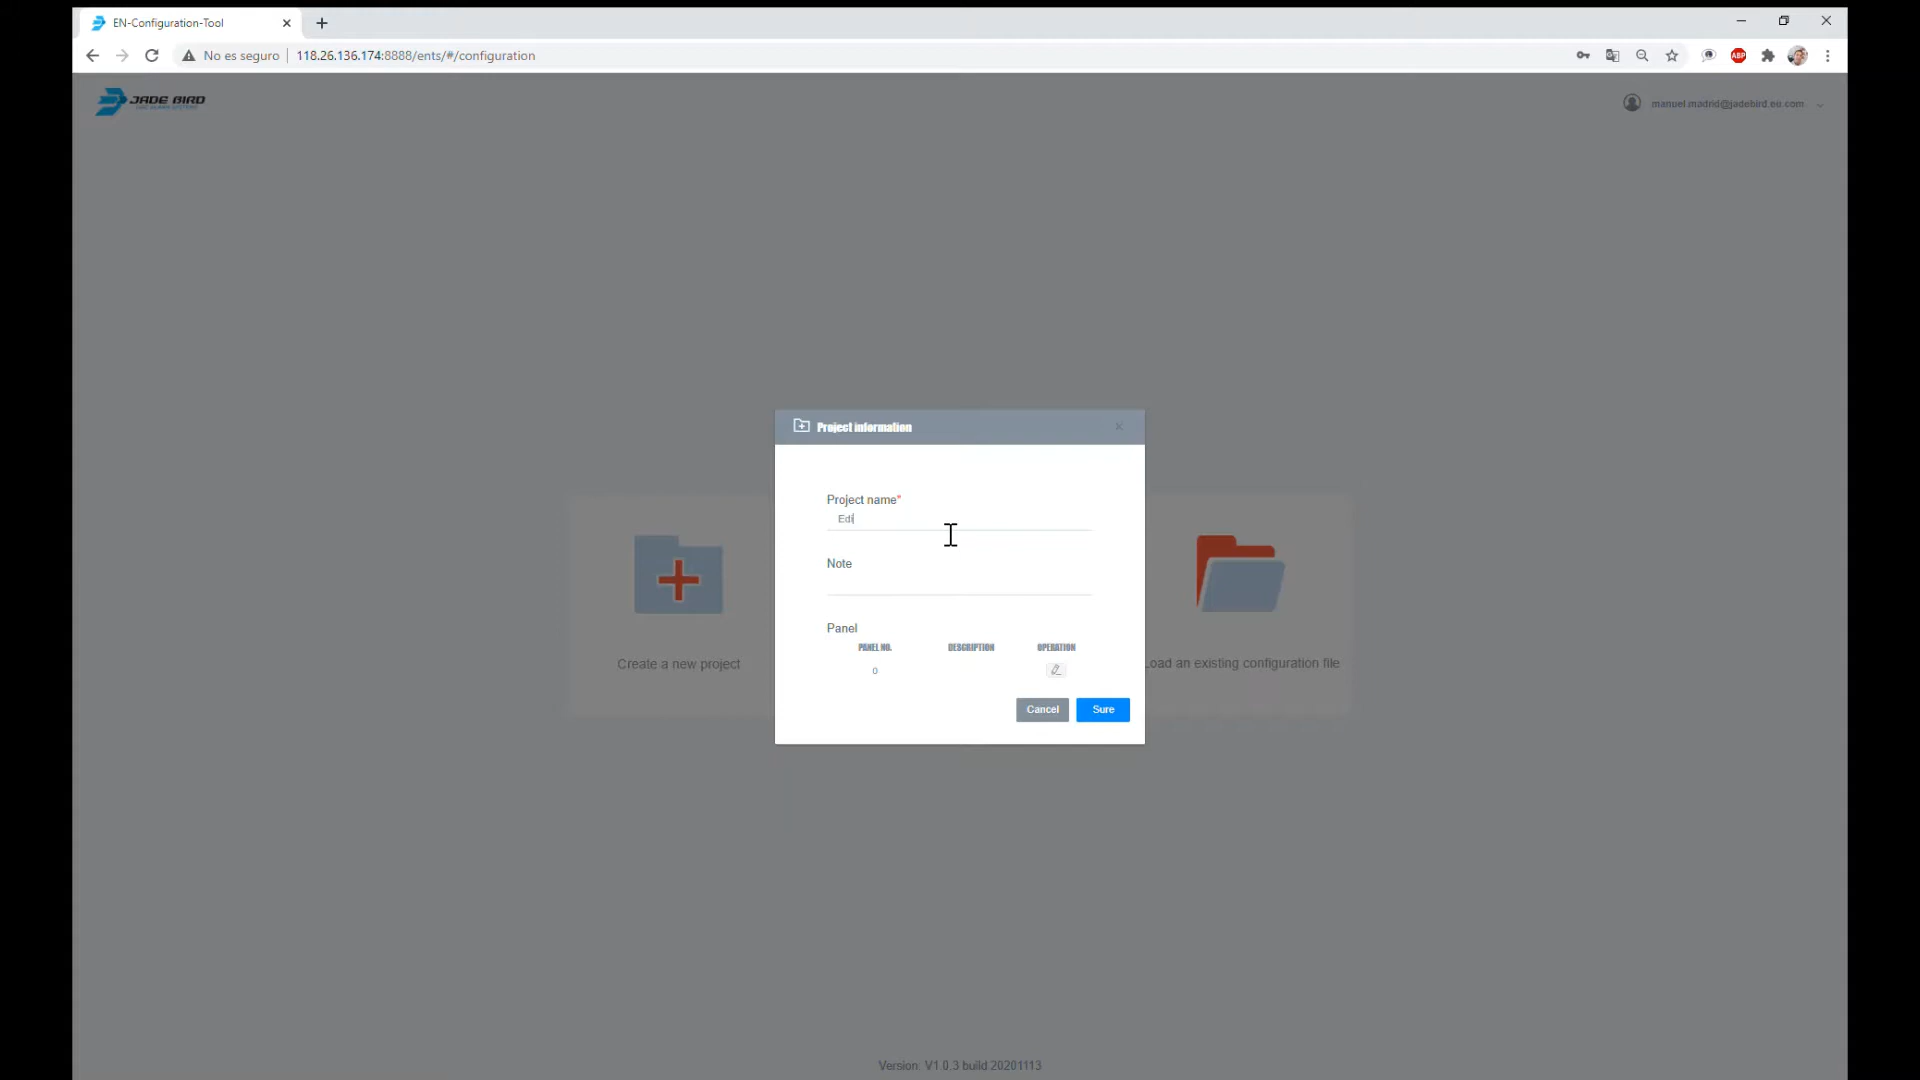 EN-Configuration-Tool
No es seguro
118.26.136.174:8888/ents/#/configuration
ABP
JADE BIRD
manuel.madrid@jadebird.eu.com
Project information
Project name*
Edi
Note
Panel
PANEL NO.
DESCRIPTION
OPERATION
0
Cancel
Sure
Create a new project
Load an existing configuration file
Version: V1.0.3 build 20201113